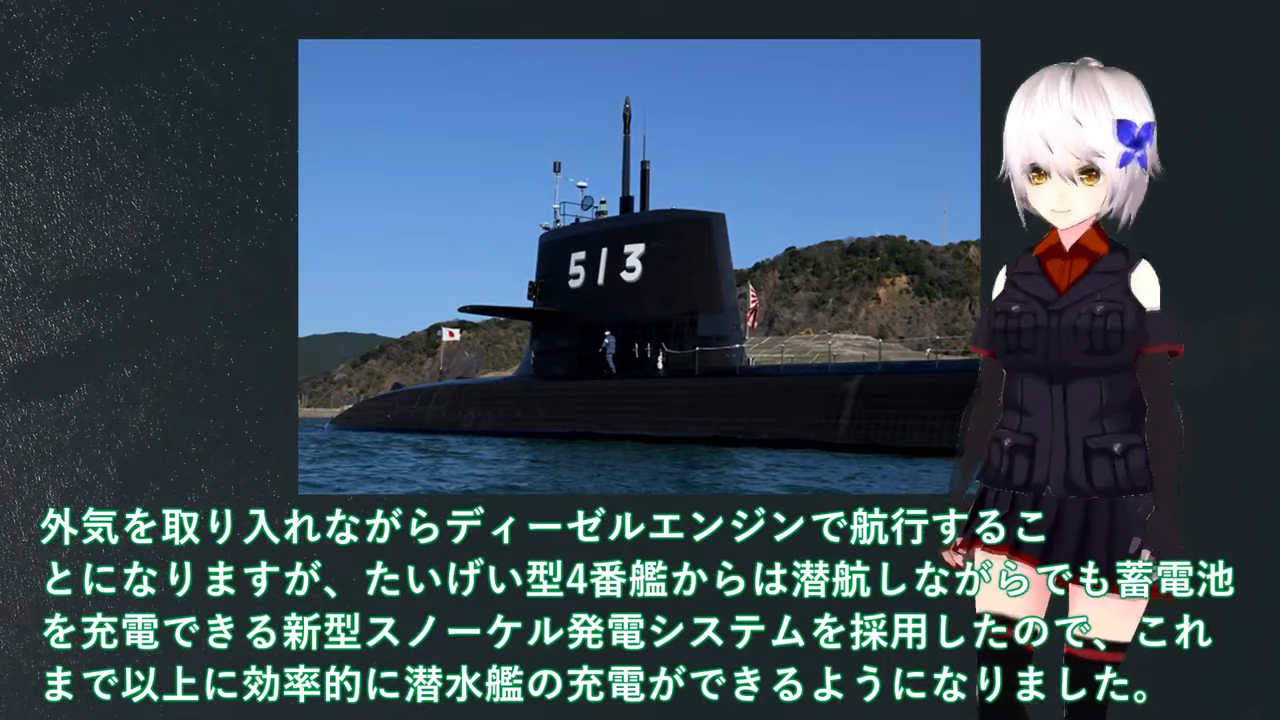 513
外気を取り入れながらディーゼルエンジンで航行するこ
とになりますが、たいげい型4番艦からは潜航しながらでも蓄電池
を充電できる新型スノーケル発電システムを採用したので、これ
まで以上に効率的に潜水艦の充電ができるようになりました。